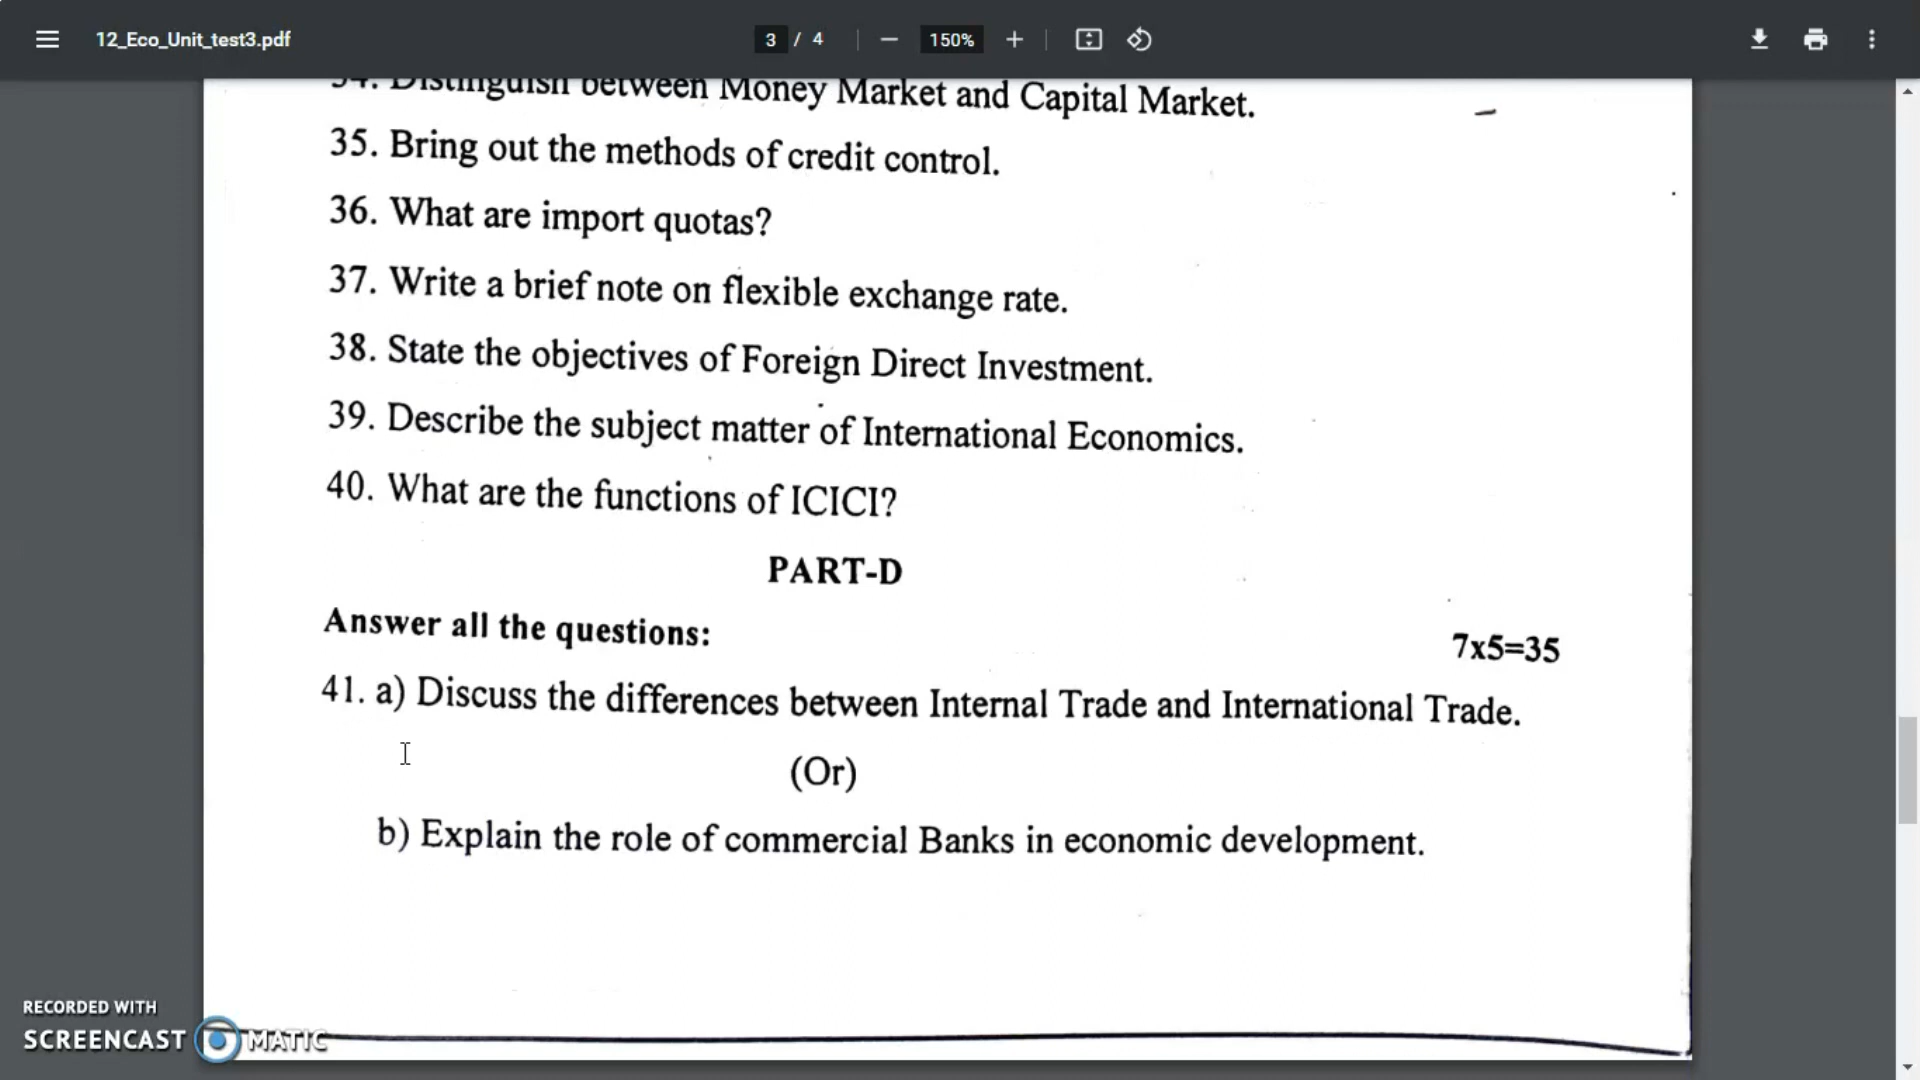 12_Eco_Unit_test3.pdf
3 / 4
150%
34. Distinguish between Money Market and Capital Market.
35. Bring out the methods of credit control.
36. What are import quotas?
37. Write a brief note on flexible exchange rate.
38. State the objectives of Foreign Direct Investment.
39. Describe the subject matter of International Economics.
40. What are the functions of ICICI?
PART-D
Answer all the questions:
7x5=35
41. a) Discuss the differences between Internal Trade and International Trade.
(Or)
b) Explain the role of commercial Banks in economic development.
RECORDED WITH
SCREENCAST MATIC